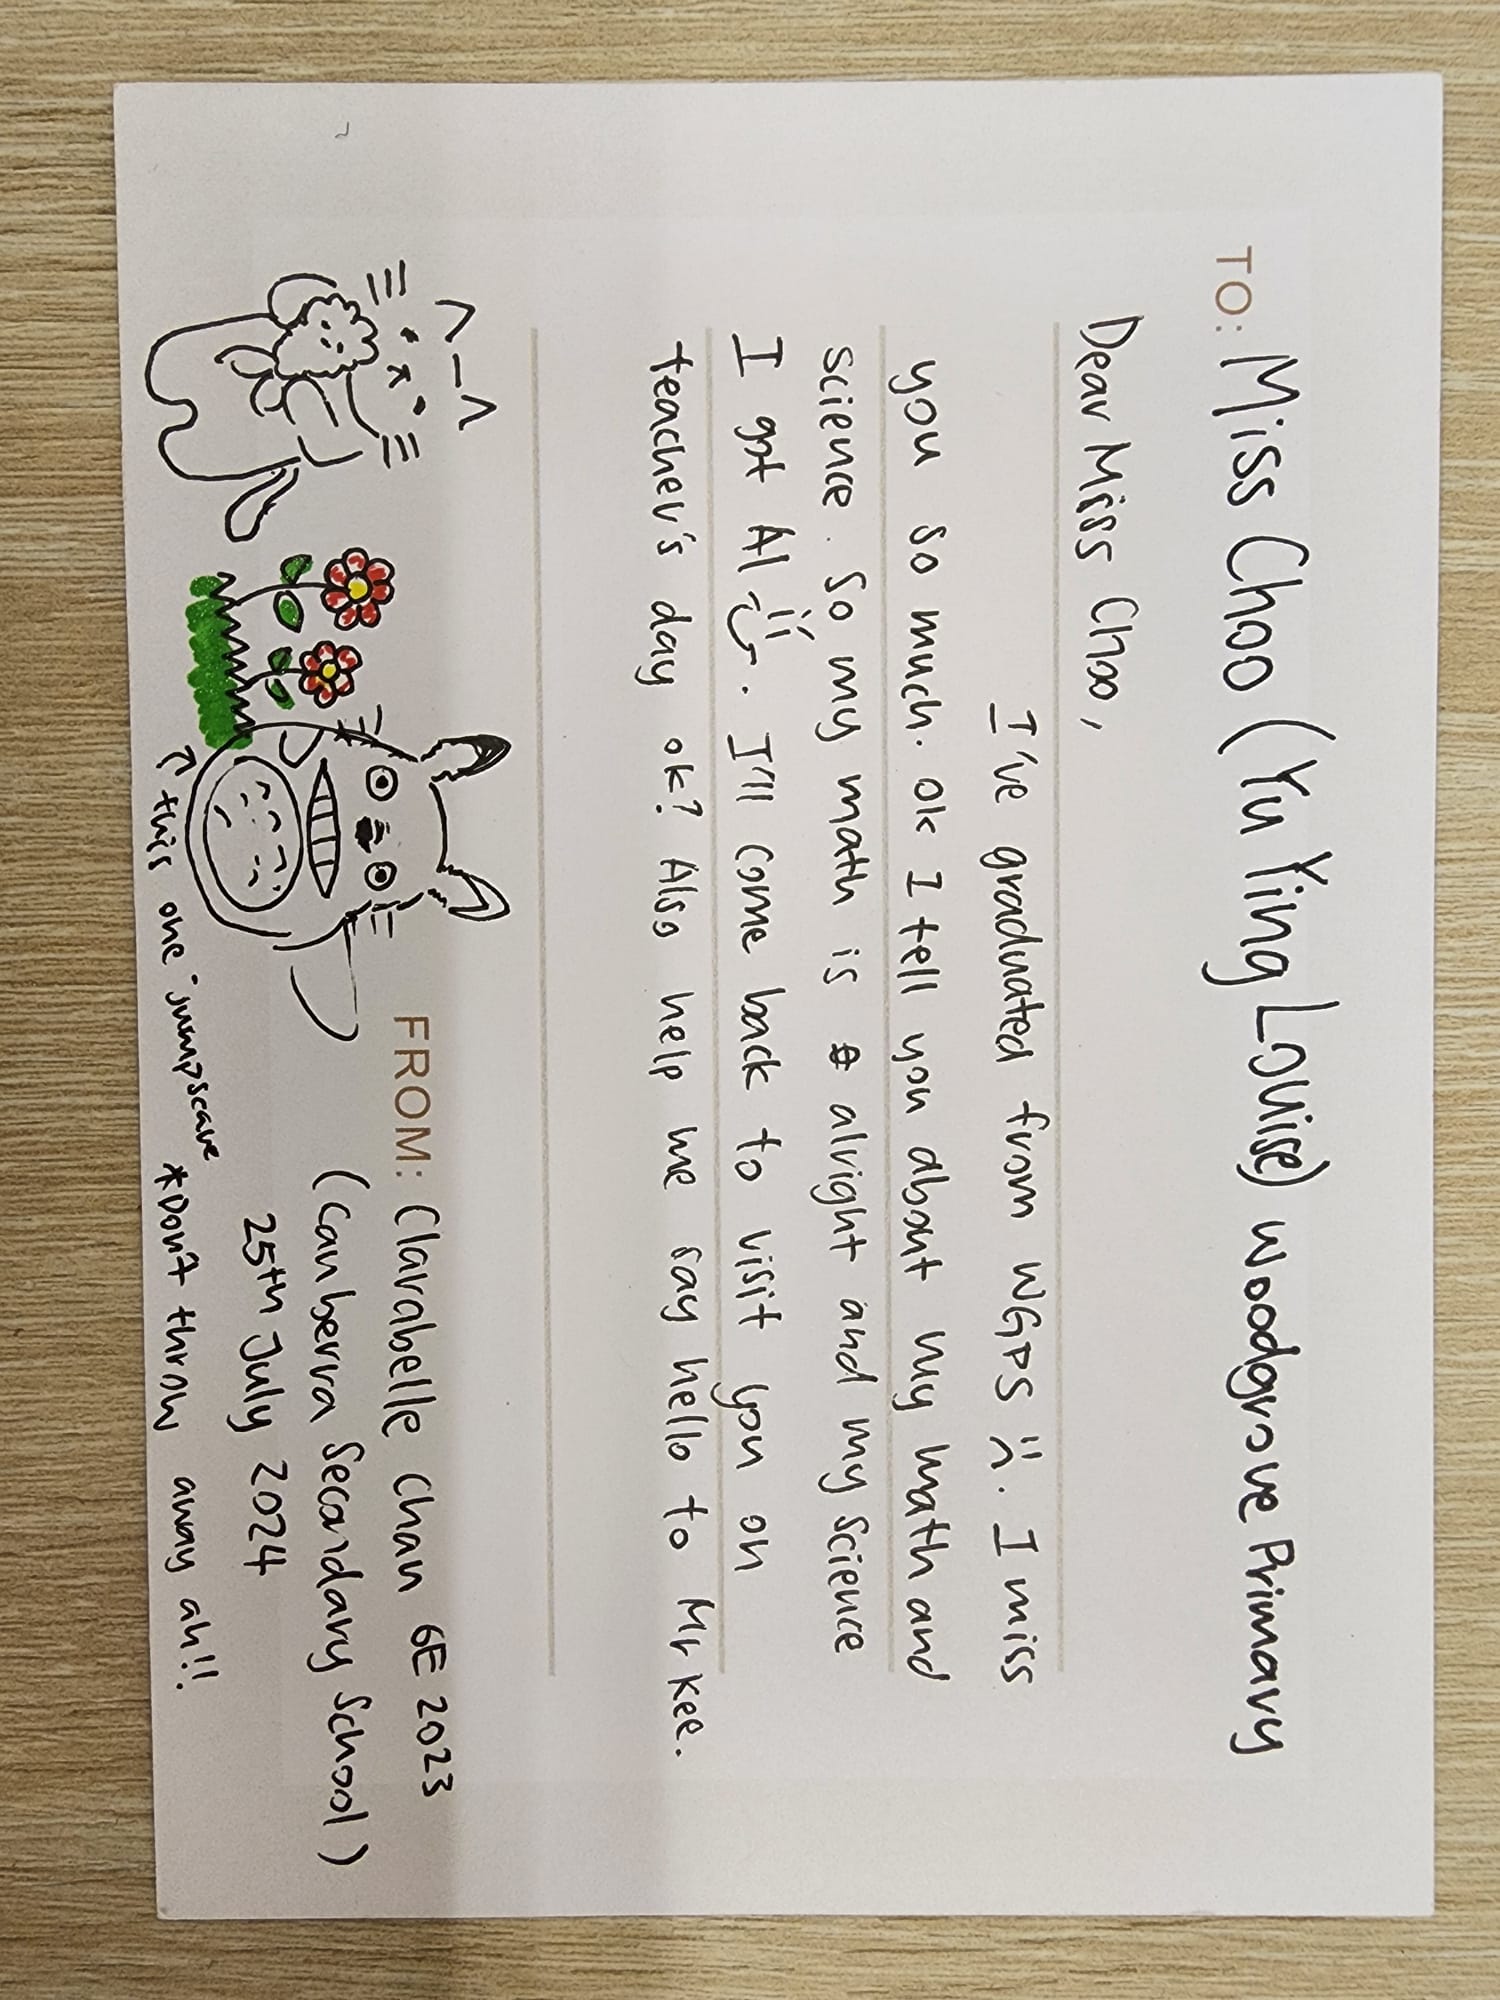 TO: Miss Choo (Yu Ying Louise) Woodgrove Primary
Dear Miss Choo,
I've graduated from WGPS . I miss
you so much. Ok I tell you about my math and
science. So my math is alright and my science
I got A1 . I'll come back to visit you on
teacher's day ok? Also help me say hello to Mr Kee.
FROM: Clarabelle Chan 6E 2023
(Canberra Secondary School)
25th July 2024
this one jumpscare
*Don't throw away ah!!